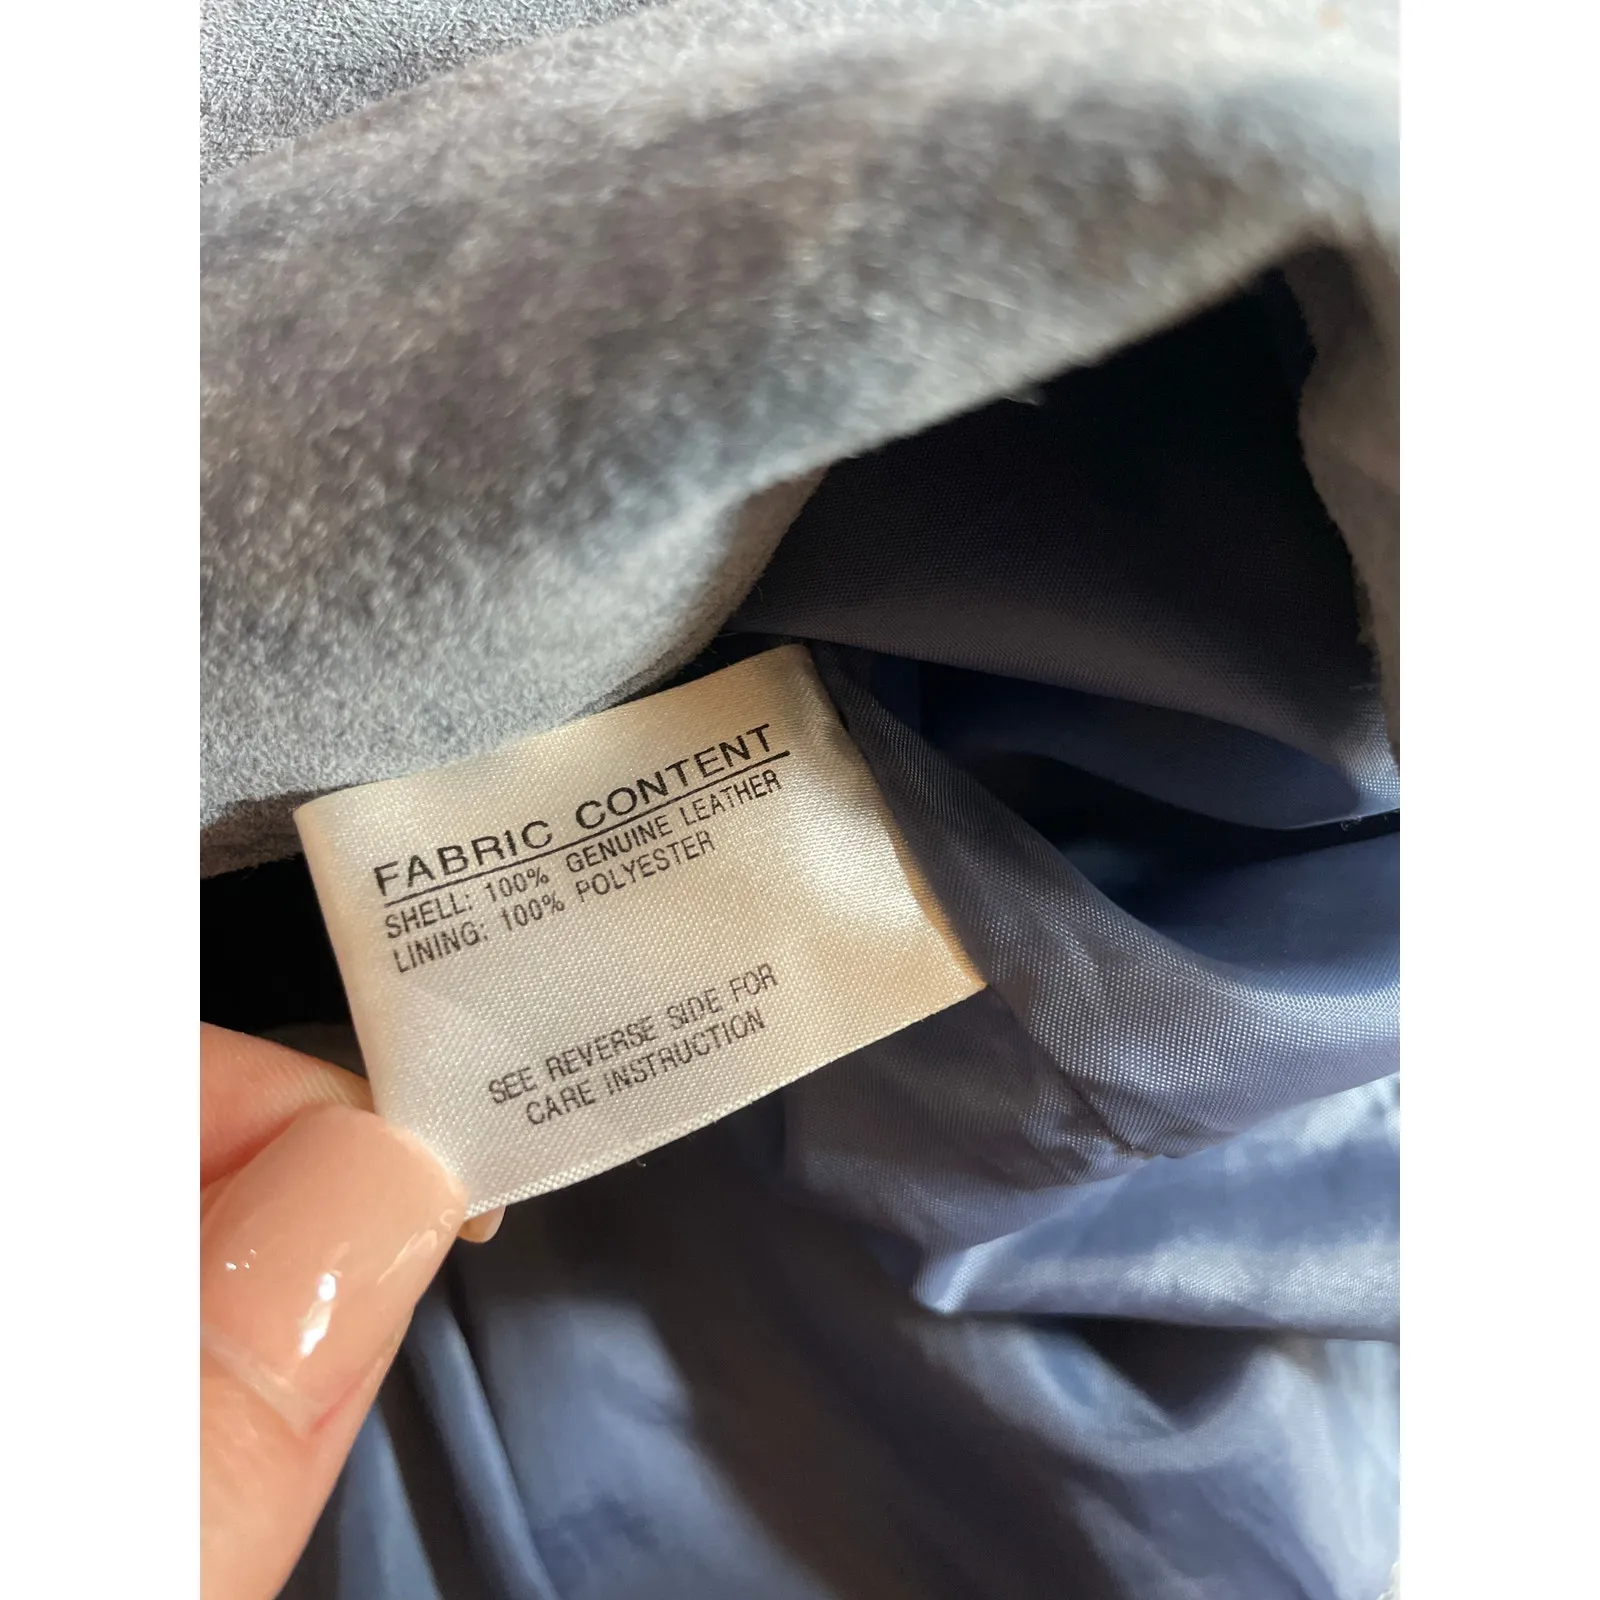 FABRIC CONTENT
SHELL: 100% GENUINE LEATHER
LINING: 100% POLYESTER
SEE REVERSE SIDE FOR
CARE INSTRUCTION